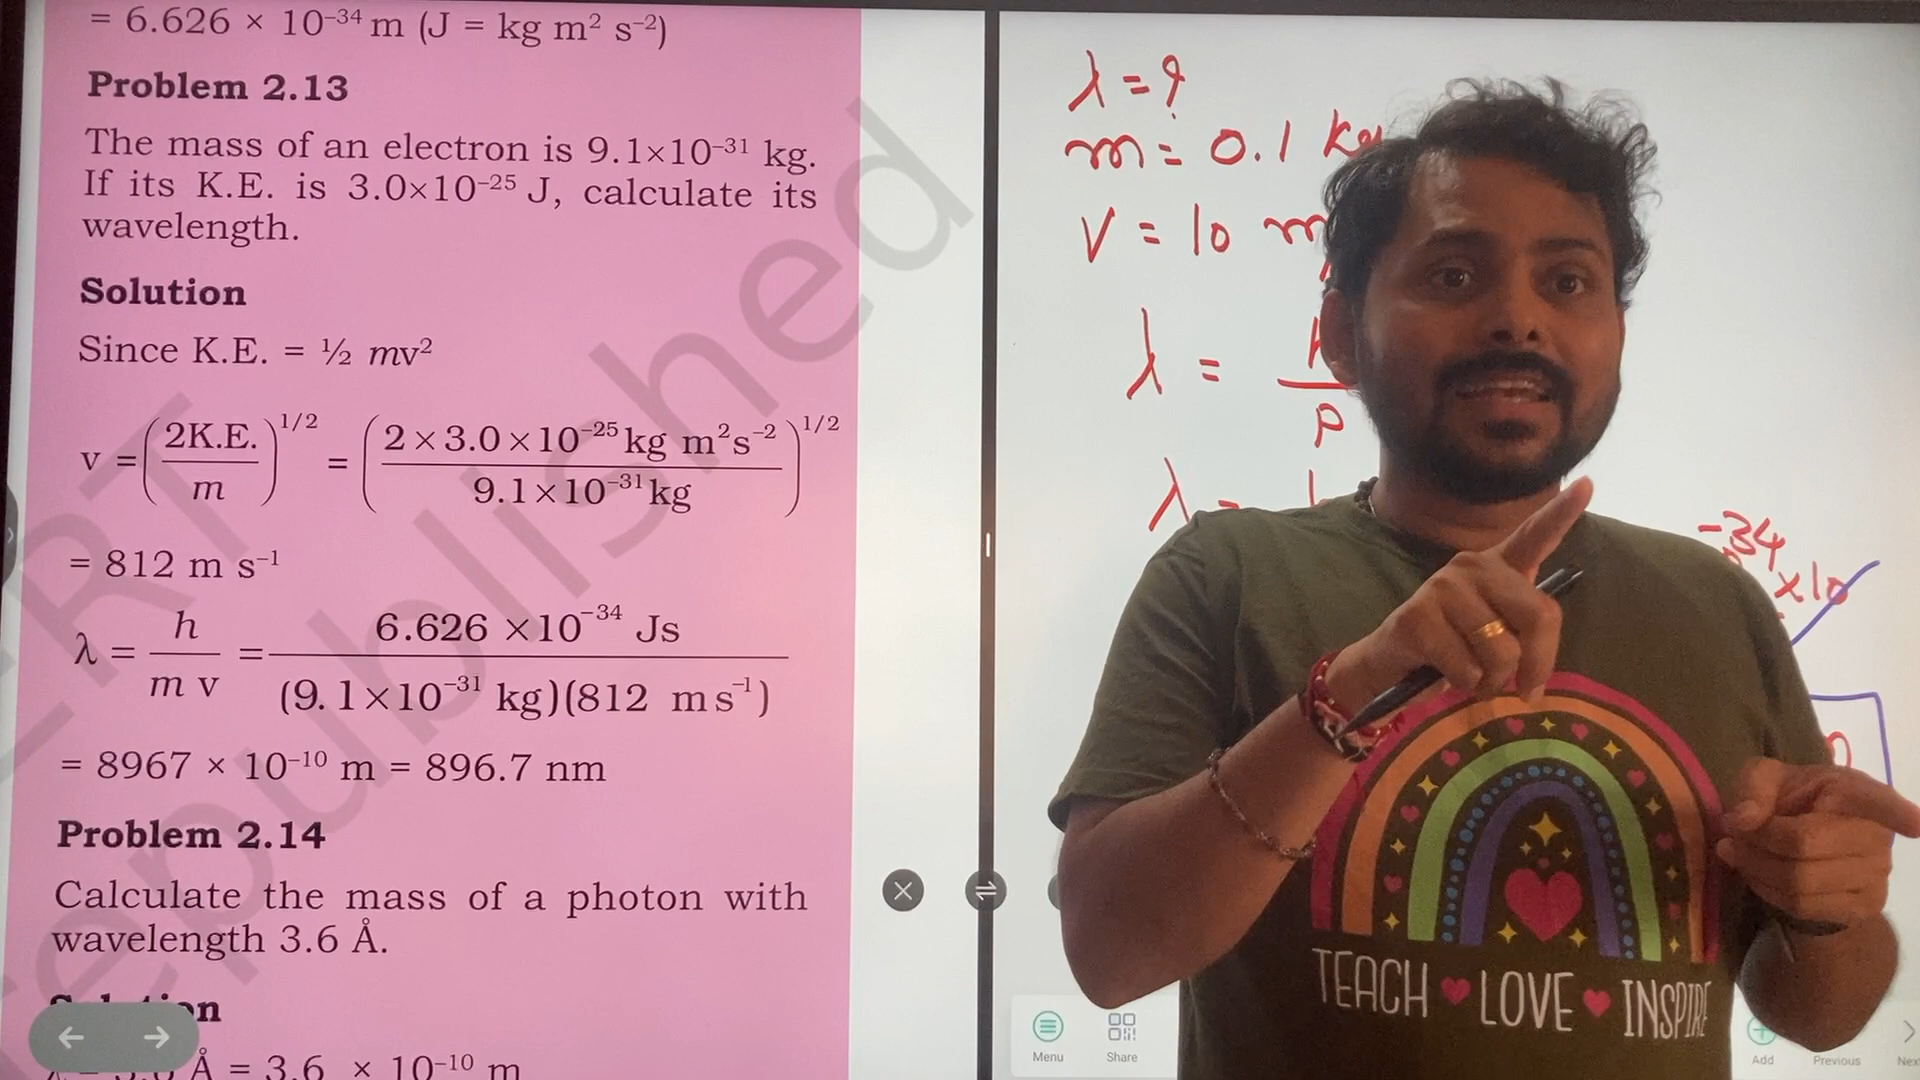 = 6.626 × 10⁻³⁴ m (J = kg m² s⁻²)
Problem 2.13
The mass of an electron is 9.1×10⁻³¹ kg.
If its K.E. is 3.0×10⁻²⁵ J, calculate its
wavelength.
Solution
Since K.E. = ½ mv²
v = (2K.E./m)^1/2 = (2×3.0×10⁻²⁵ kg m²s⁻² / 9.1×10⁻³¹ kg)^1/2
= 812 m s⁻¹
λ = h / m v = 6.626 ×10⁻³⁴ Js / (9.1×10⁻³¹ kg)(812 m s⁻¹)
= 8967 × 10⁻¹⁰ m = 896.7 nm
Problem 2.14
Calculate the mass of a photon with
wavelength 3.6 Å.
Å = 3.6 × 10⁻¹⁰ m
λ = ?
m = 0.1 kg
V = 10 m
λ = h / p
λ =
-34
×10
TEACH ♥ LOVE ♥ INSPIRE
Menu
Share
Add
Previous
republished